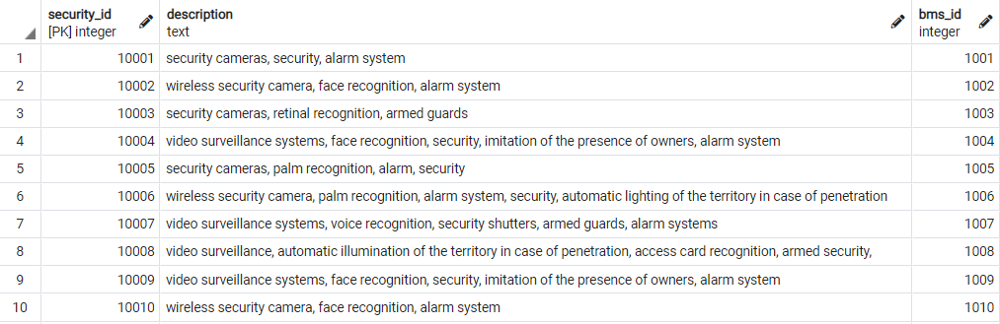 security_id description bms_id
[PK] integer text integer
1 10001 security cameras, security, alarm system 1001
2 10002 wireless security camera, face recognition, alarm system 1002
3 10003 security cameras, retinal recognition, armed guards 1003
4 10004 video surveillance systems, face recognition, security, imitation of the presence of owners, alarm system 1004
5 10005 security cameras, palm recognition, alarm, security 1005
6 10006 wireless security camera, palm recognition, alarm system, security, automatic lighting of the territory in case of penetration 1006
7 10007 video surveillance systems, voice recognition, security shutters, armed guards, alarm systems 1007
8 10008 video surveillance, automatic illumination of the territory in case of penetration, access card recognition, armed security, 1008
9 10009 video surveillance systems, face recognition, security, imitation of the presence of owners, alarm system 1009
10 10010 wireless security camera, face recognition, alarm system 1010